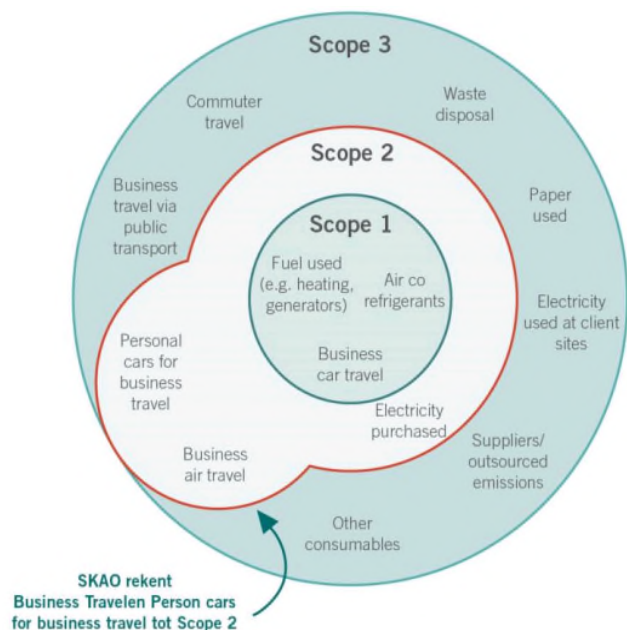 Scope 3
Commuter
travel
Waste
disposal
Scope 2
Business
travel via
public
transport
Paper
used
Scope 1
Fuel used
(e.g. heating,
generators)
Air co
refrigerants
Electricity
used at client
sites
Personal
cars for
business
travel
Business
car travel
Electricity
purchased
Business
air travel
Suppliers/
outsourced
emissions
Other
consumables
SKAO rekent
Business Travelen Person cars
for business travel tot Scope 2